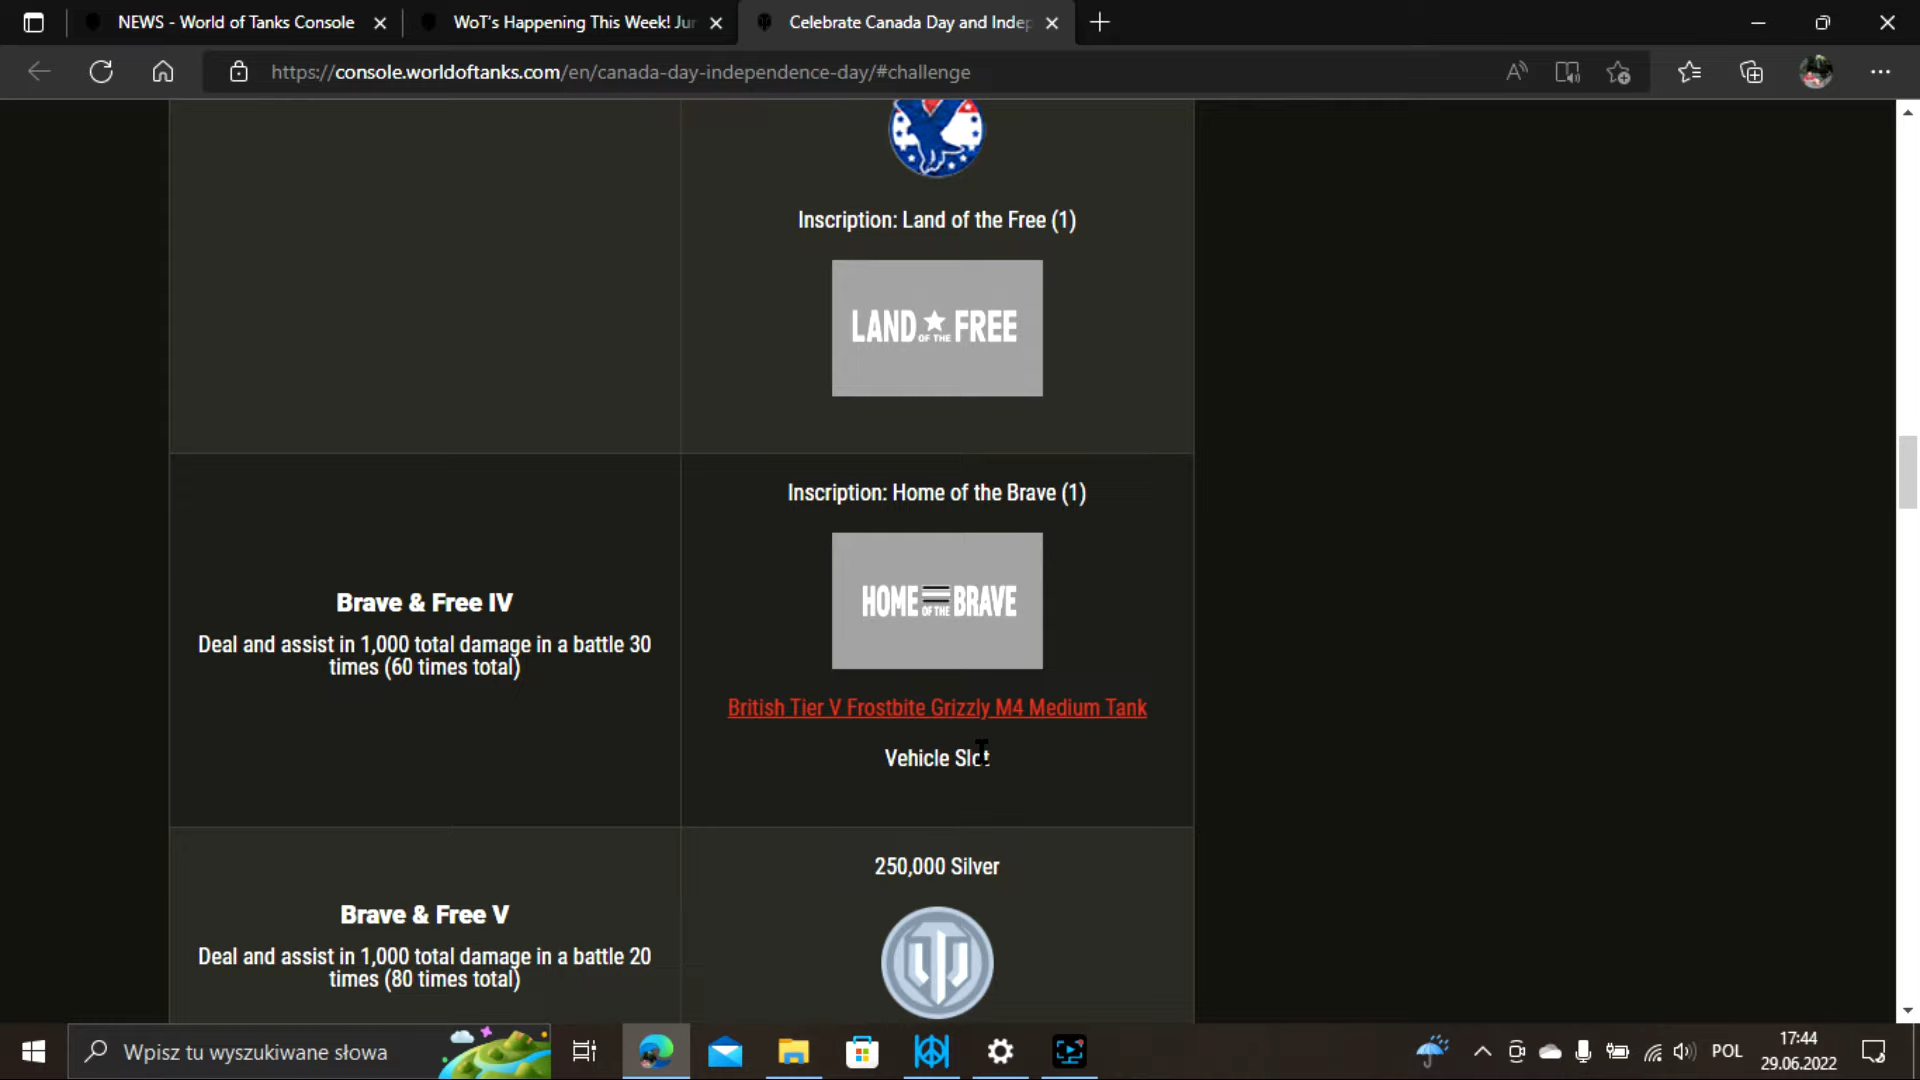 NEWS - World of Tanks Console
WoT's Happening This Week! Jur
Celebrate Canada Day and Indep
https://console.worldoftanks.com/en/canada-day-independence-day/#challenge
Inscription: Land of the Free (1)
LAND OF THE FREE
Inscription: Home of the Brave (1)
HOME OF THE BRAVE
Brave & Free IV
Deal and assist in 1,000 total damage in a battle 30
times (60 times total)
British Tier V Frostbite Grizzly M4 Medium Tank
Vehicle Slot
250,000 Silver
Brave & Free V
Deal and assist in 1,000 total damage in a battle 20
times (80 times total)
Wpisz tu wyszukiwane słowa
POL
17:44
29.06.2022